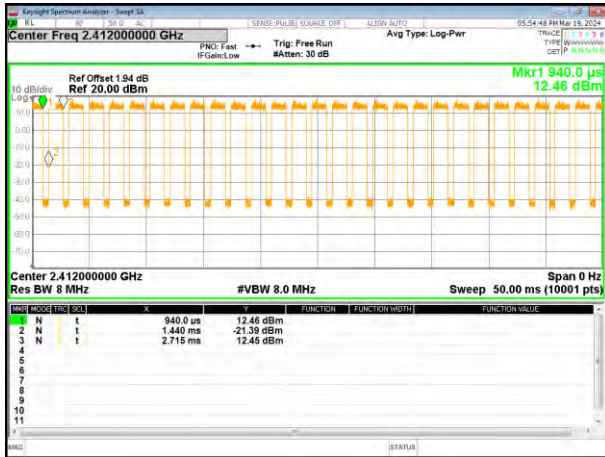 Keysight Spectrum Analyzer - Swept SA
RL RF 50 Ω AC SENSE:PULSE SOURCE OFF ALIGN AUTO 05:54:48 PM Mar 19, 2024
Center Freq 2.412000000 GHz
PNO: Fast
IFGain:Low
Trig: Free Run
#Atten: 30 dB
Avg Type: Log-Pwr
TRACE 1 2 3 4 5 6
TYPE WWWWWW
DET P N N N N N
Mkr1 940.0 µs
12.46 dBm
Ref Offset 1.94 dB
10 dB/div Ref 20.00 dBm
Log
10.0
0.00
-10.0
-20.0
-30.0
-40.0
-50.0
-60.0
-70.0
1
2
3
Center 2.412000000 GHz Span 0 Hz
Res BW 8 MHz #VBW 8.0 MHz Sweep 50.00 ms (10001 pts)
MKR MODE TRC SCL X Y FUNCTION FUNCTION WIDTH FUNCTION VALUE
1 N 1 t 940.0 µs 12.46 dBm
2 N 1 t 1.440 ms -21.39 dBm
3 N 1 t 2.715 ms 12.45 dBm
4
5
6
7
8
9
10
11
MSG STATUS